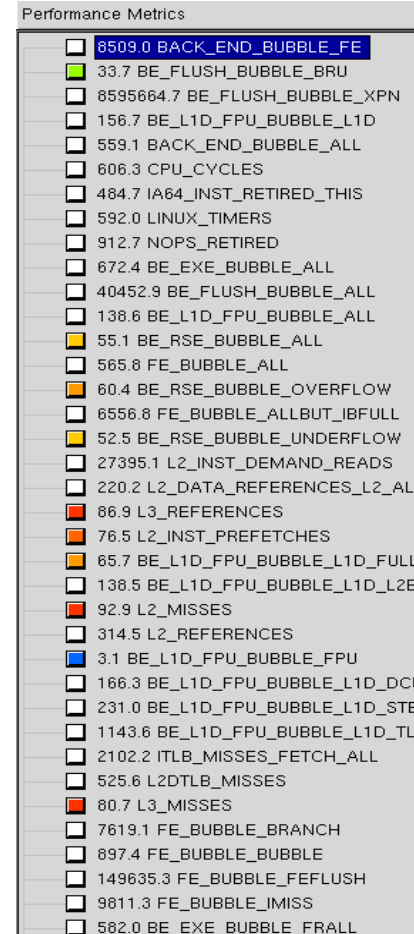 Performance Metrics
8509.0 BACK_END_BUBBLE_FE
33.7 BE_FLUSH_BUBBLE_BRU
8595664.7 BE_FLUSH_BUBBLE_XPN
156.7 BE_L1D_FPU_BUBBLE_L1D
559.1 BACK_END_BUBBLE_ALL
606.3 CPU_CYCLES
484.7 IA64_INST_RETIRED_THIS
592.0 LINUX_TIMERS
912.7 NOPS_RETIRED
672.4 BE_EXE_BUBBLE_ALL
40452.9 BE_FLUSH_BUBBLE_ALL
138.6 BE_L1D_FPU_BUBBLE_ALL
55.1 BE_RSE_BUBBLE_ALL
565.8 FE_BUBBLE_ALL
60.4 BE_RSE_BUBBLE_OVERFLOW
6556.8 FE_BUBBLE_ALLBUT_IBFULL
52.5 BE_RSE_BUBBLE_UNDERFLOW
27395.1 L2_INST_DEMAND_READS
220.2 L2_DATA_REFERENCES_L2_AL
86.9 L3_REFERENCES
76.5 L2_INST_PREFETCHES
65.7 BE_L1D_FPU_BUBBLE_L1D_FULL
138.5 BE_L1D_FPU_BUBBLE_L1D_L2B
92.9 L2_MISSES
314.5 L2_REFERENCES
3.1 BE_L1D_FPU_BUBBLE_FPU
166.3 BE_L1D_FPU_BUBBLE_L1D_DCU
231.0 BE_L1D_FPU_BUBBLE_L1D_STB
1143.6 BE_L1D_FPU_BUBBLE_L1D_TL
2102.2 ITLB_MISSES_FETCH_ALL
525.6 L2DTLB_MISSES
80.7 L3_MISSES
7619.1 FE_BUBBLE_BRANCH
897.4 FE_BUBBLE_BUBBLE
149635.3 FE_BUBBLE_FEFLUSH
9811.3 FE_BUBBLE_IMISS
582.0 BE_EXE_BUBBLE_FRALL